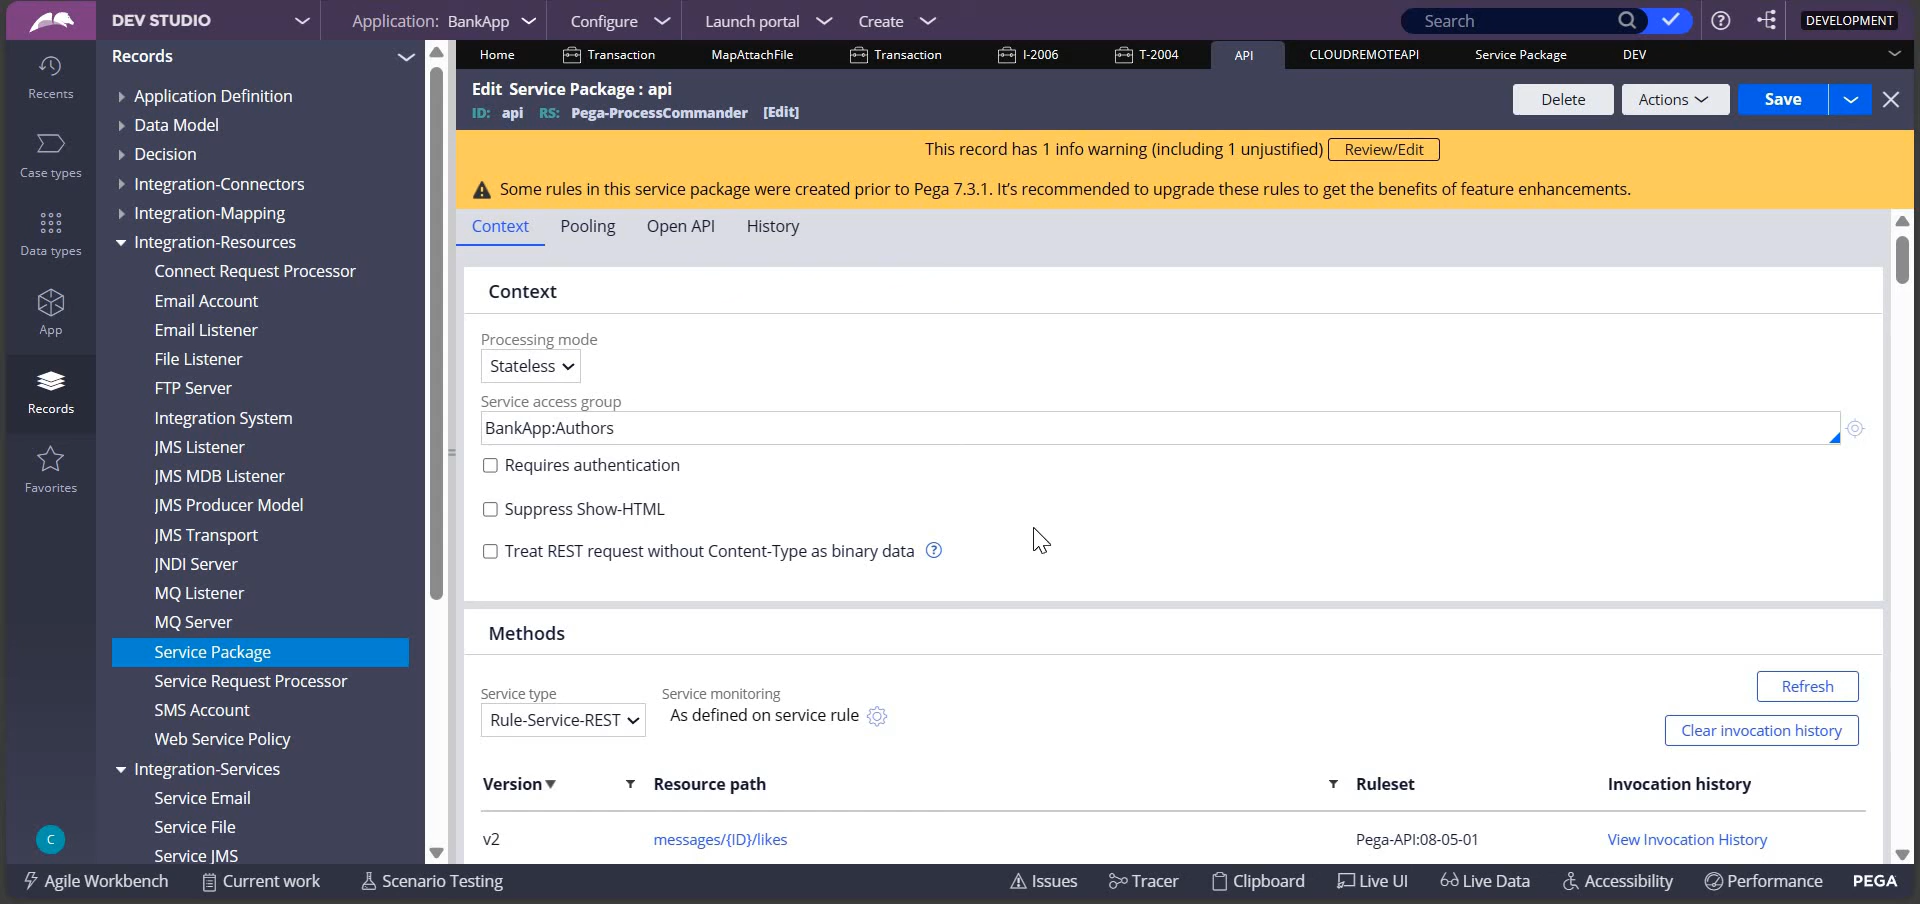 DEV STUDIO
Application: BankApp
Configure
Launch portal
Create
Search
DEVELOPMENT
Recents
Case types
Data types
App
Records
Favorites
C
Records
Application Definition
Data Model
Decision
Integration-Connectors
Integration-Mapping
Integration-Resources
Connect Request Processor
Email Account
Email Listener
File Listener
FTP Server
Integration System
JMS Listener
JMS MDB Listener
JMS Producer Model
JMS Transport
JNDI Server
MQ Listener
MQ Server
Service Package
Service Request Processor
SMS Account
Web Service Policy
Integration-Services
Service Email
Service File
Service JMS
Home Transaction MapAttachFile Transaction I-2006 T-2004 API CLOUDREMOTEAPI Service Package DEV
Edit Service Package : api
ID: api RS: Pega-ProcessCommander [Edit]
Delete Actions Save
This record has 1 info warning (including 1 unjustified) Review/Edit
Some rules in this service package were created prior to Pega 7.3.1. It's recommended to upgrade these rules to get the benefits of feature enhancements.
Context Pooling Open API History
Context
Processing mode
Stateless
Service access group
BankApp:Authors
Requires authentication
Suppress Show-HTML
Treat REST request without Content-Type as binary data ?
Methods
Service type Service monitoring
Rule-Service-REST As defined on service rule
Refresh
Clear invocation history
Version Resource path Ruleset Invocation history
v2 messages/{ID}/likes Pega-API:08-05-01 View Invocation History
Agile Workbench Current work Scenario Testing Issues Tracer Clipboard Live UI Live Data Accessibility Performance PEGA